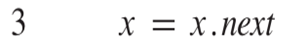 3 x = x.next